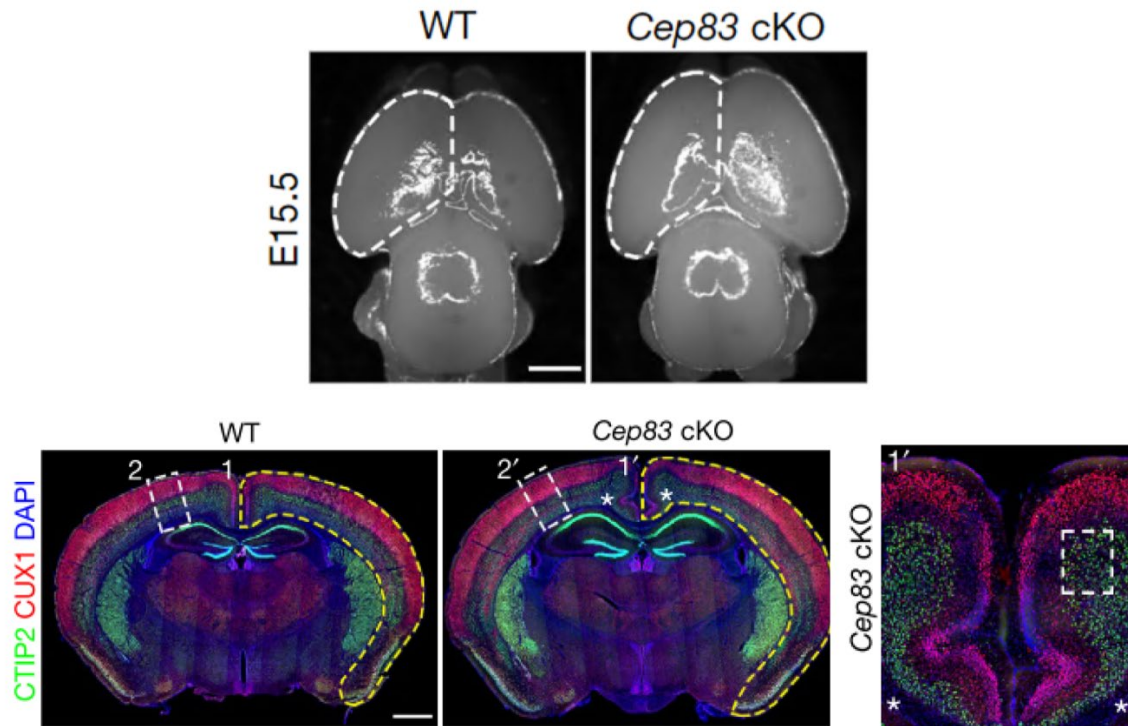 WT
Cep83 cKO
E15.5
WT
Cep83 cKO
CTIP2 CUX1 DAPI
2 1
2′ 1′
* *
Cep83 cKO
1′
* *